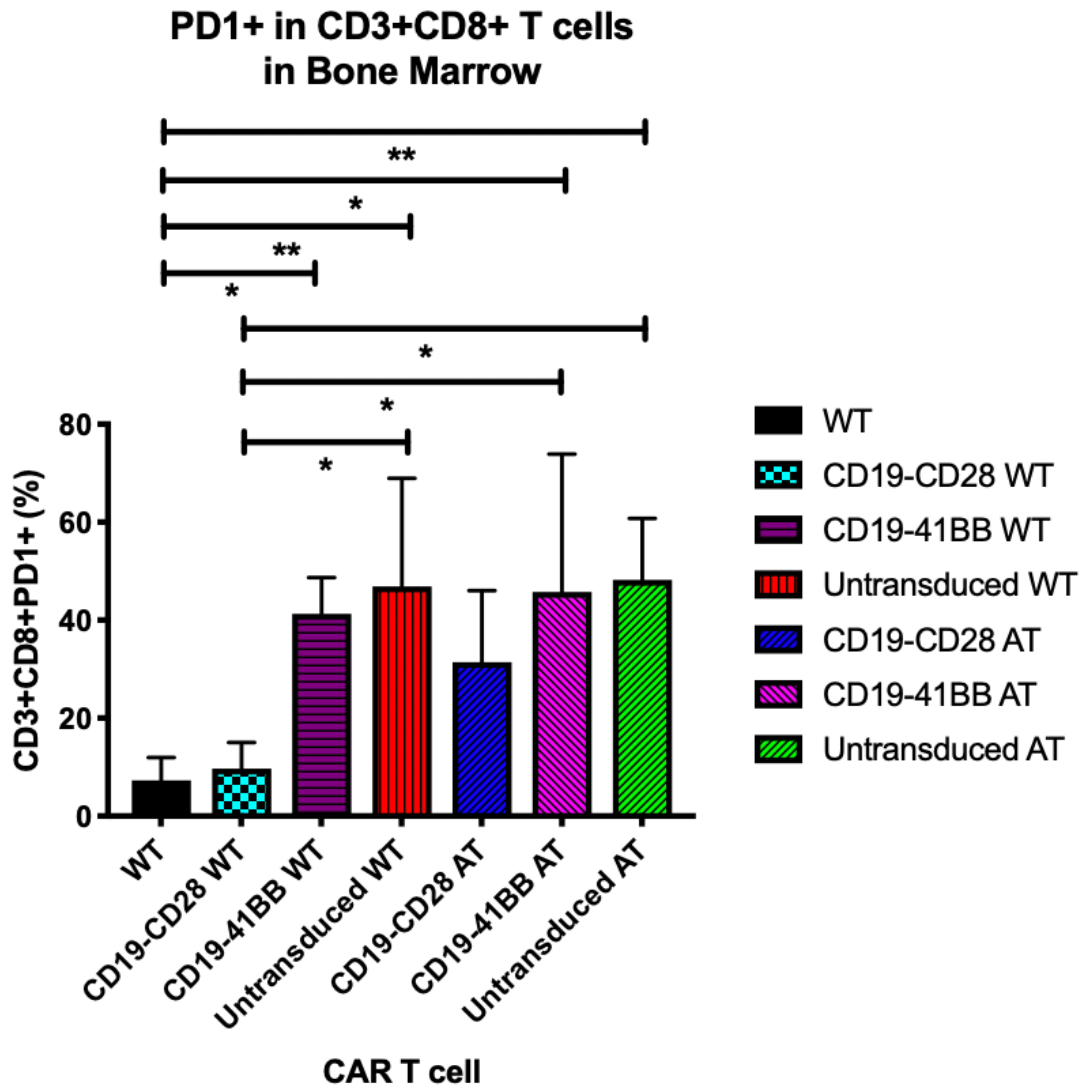 PD1+ in CD3+CD8+ T cells
in Bone Marrow
**
*
**
*
*
*
*
CD3+CD8+PD1+ (%)
80
60
40
20
0
WT
CD19-CD28 WT
CD19-41BB WT
Untransduced WT
CD19-CD28 AT
CD19-41BB AT
Untransduced AT
CAR T cell
WT
CD19-CD28 WT
CD19-41BB WT
Untransduced WT
CD19-CD28 AT
CD19-41BB AT
Untransduced AT